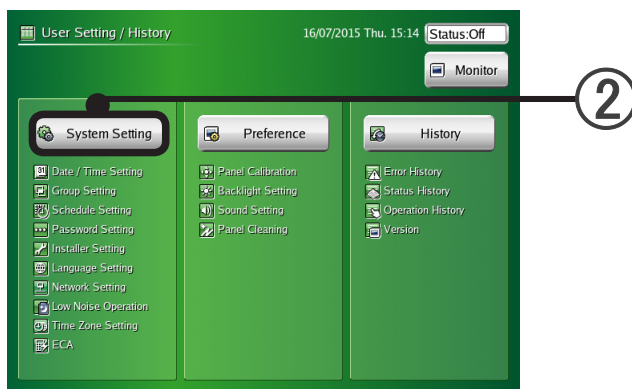 User Setting / History
16/07/2015 Thu. 15:14
Status:Off
Monitor
2
System Setting
Date / Time Setting
Group Setting
Schedule Setting
Password Setting
Installer Setting
Language Setting
Network Setting
Low Noise Operation
Time Zone Setting
ECA
Preference
Panel Calibration
Backlight Setting
Sound Setting
Panel Cleaning
History
Error History
Status History
Operation History
Version